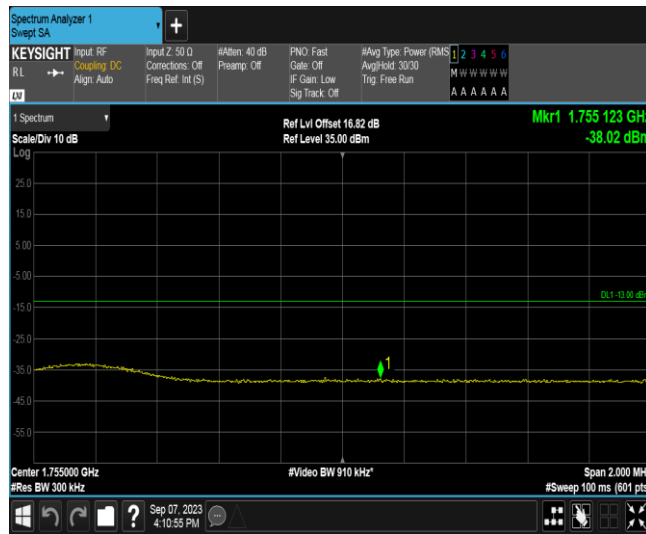 Spectrum Analyzer 1
Swept SA
+
KEYSIGHT
RL
LXI
Input: RF
Coupling: DC
Align: Auto
Input Z: 50 Ω
Corrections: Off
Freq Ref: Int (S)
#Atten: 40 dB
Preamp: Off
PNO: Fast
Gate: Off
IF Gain: Low
Sig Track: Off
#Avg Type: Power (RMS
Avg|Hold: 30/30
Trig: Free Run
1 2 3 4 5 6
M W W W W W
A A A A A A
1 Spectrum
Scale/Div 10 dB
Ref Lvl Offset 16.82 dB
Ref Level 35.00 dBm
Mkr1 1.755 123 GH
-38.02 dBm
Log
25.0
15.0
5.00
-5.00
DL1 -13.00 dBm
-15.0
-25.0
1
-35.0
-45.0
-55.0
Center 1.755000 GHz
#Video BW 910 kHz*
Span 2.000 MH
#Res BW 300 kHz
#Sweep 100 ms (601 pts
?
Sep 07, 2023
4:10:55 PM